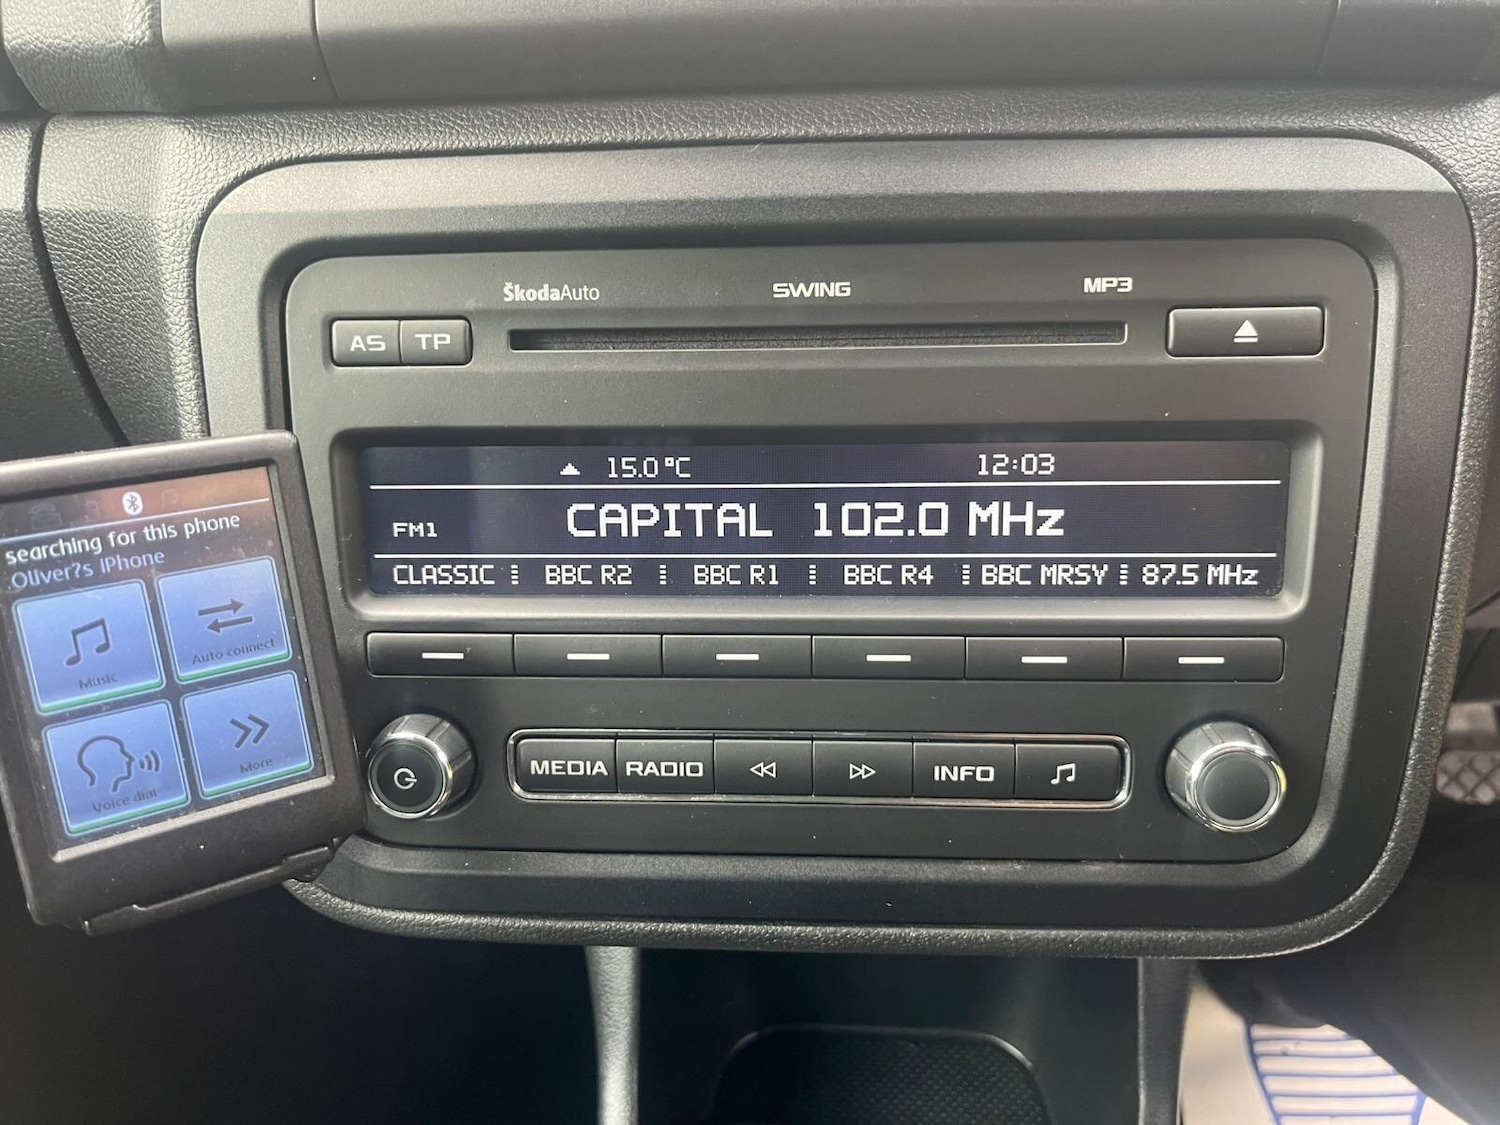 ŠkodaAuto SWING MP3
AS TP
15.0 °C 12:03
FM1 CAPITAL 102.0 MHz
CLASSIC BBC R2 BBC R1 BBC R4 BBC MRSY 87.5 MHz
MEDIA RADIO INFO
searching for this phone
Oliver?s IPhone
Music Auto connect
Voice dial More